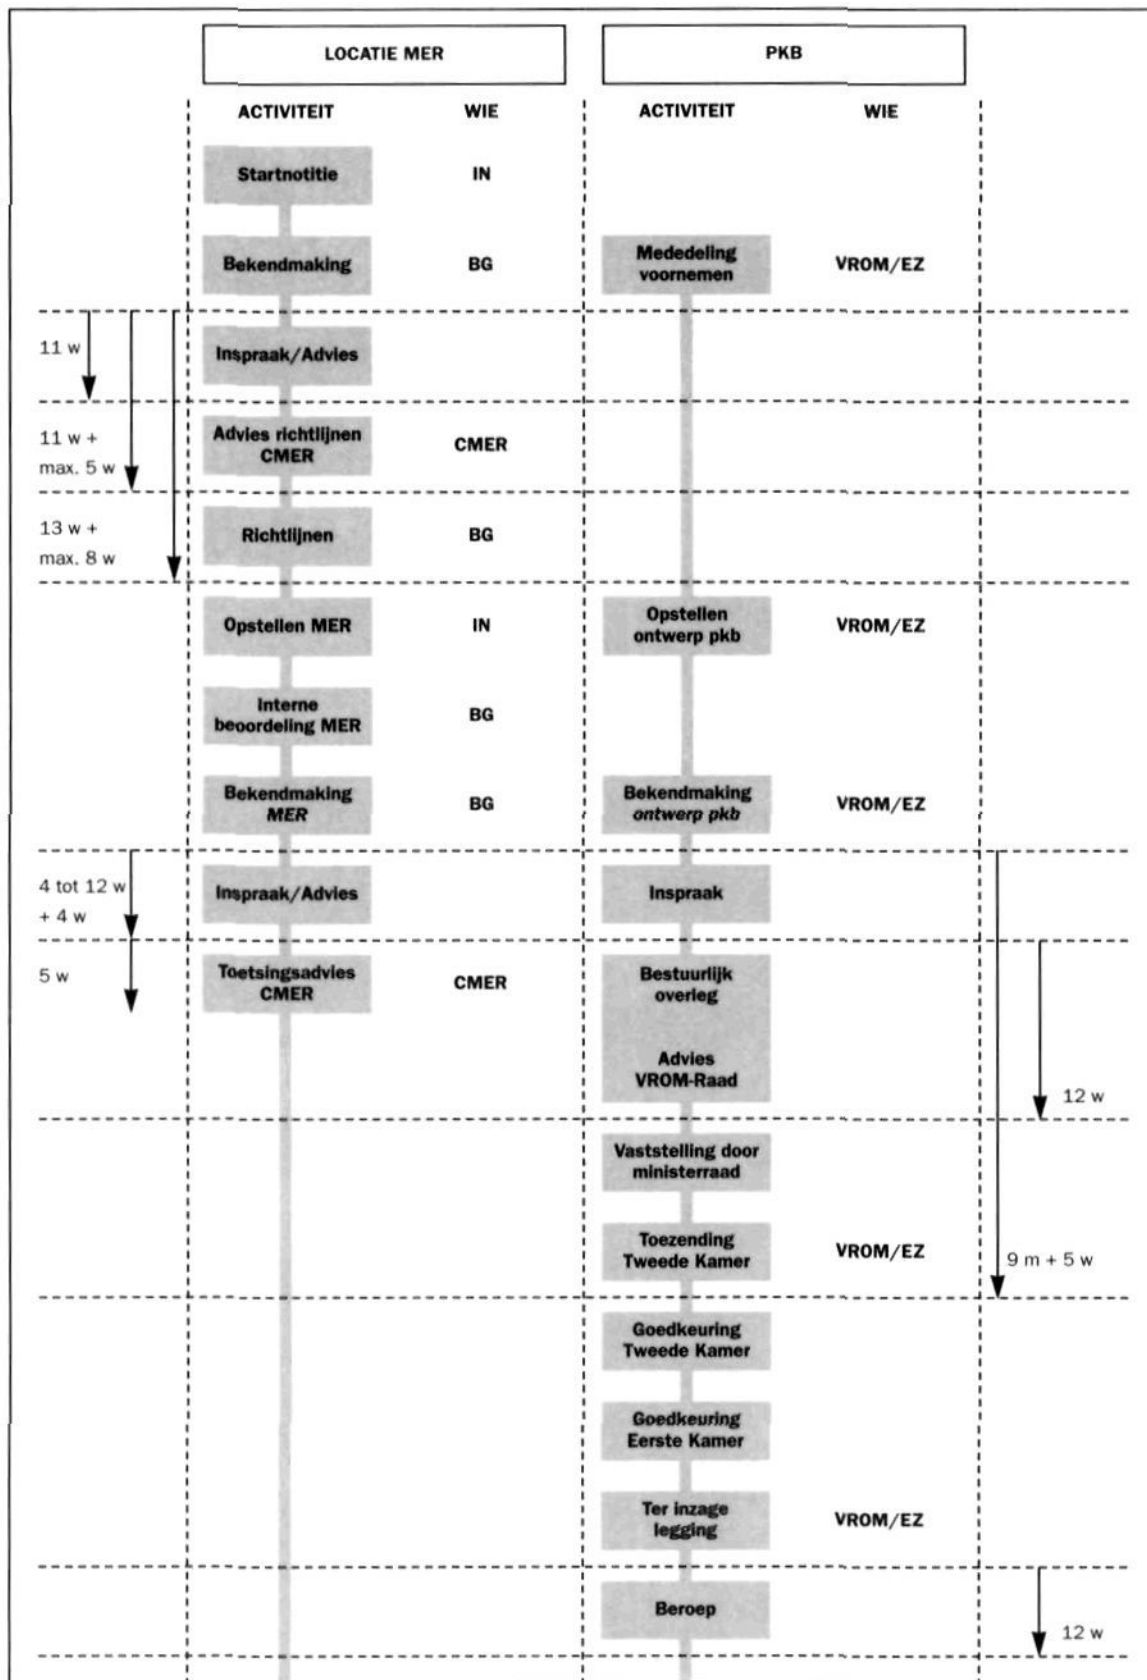 LOCATIE MER
PKB
ACTIVITEIT WIE ACTIVITEIT WIE
Startnotitie IN
Bekendmaking BG
Mededeling
voornemen
VROM/EZ
11 w
Inspraak/Advies
11 w +
max. 5 w
Advies richtlijnen
CMER
CMER
13 w +
max. 8 w
Richtlijnen BG
Opstellen MER IN
Opstellen
ontwerp pkb
VROM/EZ
Interne
beoordeling MER
BG
Bekendmaking
MER
BG
Bekendmaking
ontwerp pkb
VROM/EZ
4 tot 12 w
+ 4 w
Inspraak/Advies
Inspraak
5 w
Toetsingsadvies
CMER
CMER
Bestuurlijk
overleg
Advies
VROM-Raad
12 w
Vaststelling door
ministerraad
Toezending
Tweede Kamer
VROM/EZ
9 m + 5 w
Goedkeuring
Tweede Kamer
Goedkeuring
Eerste Kamer
Ter inzage
legging
VROM/EZ
Beroep
12 w